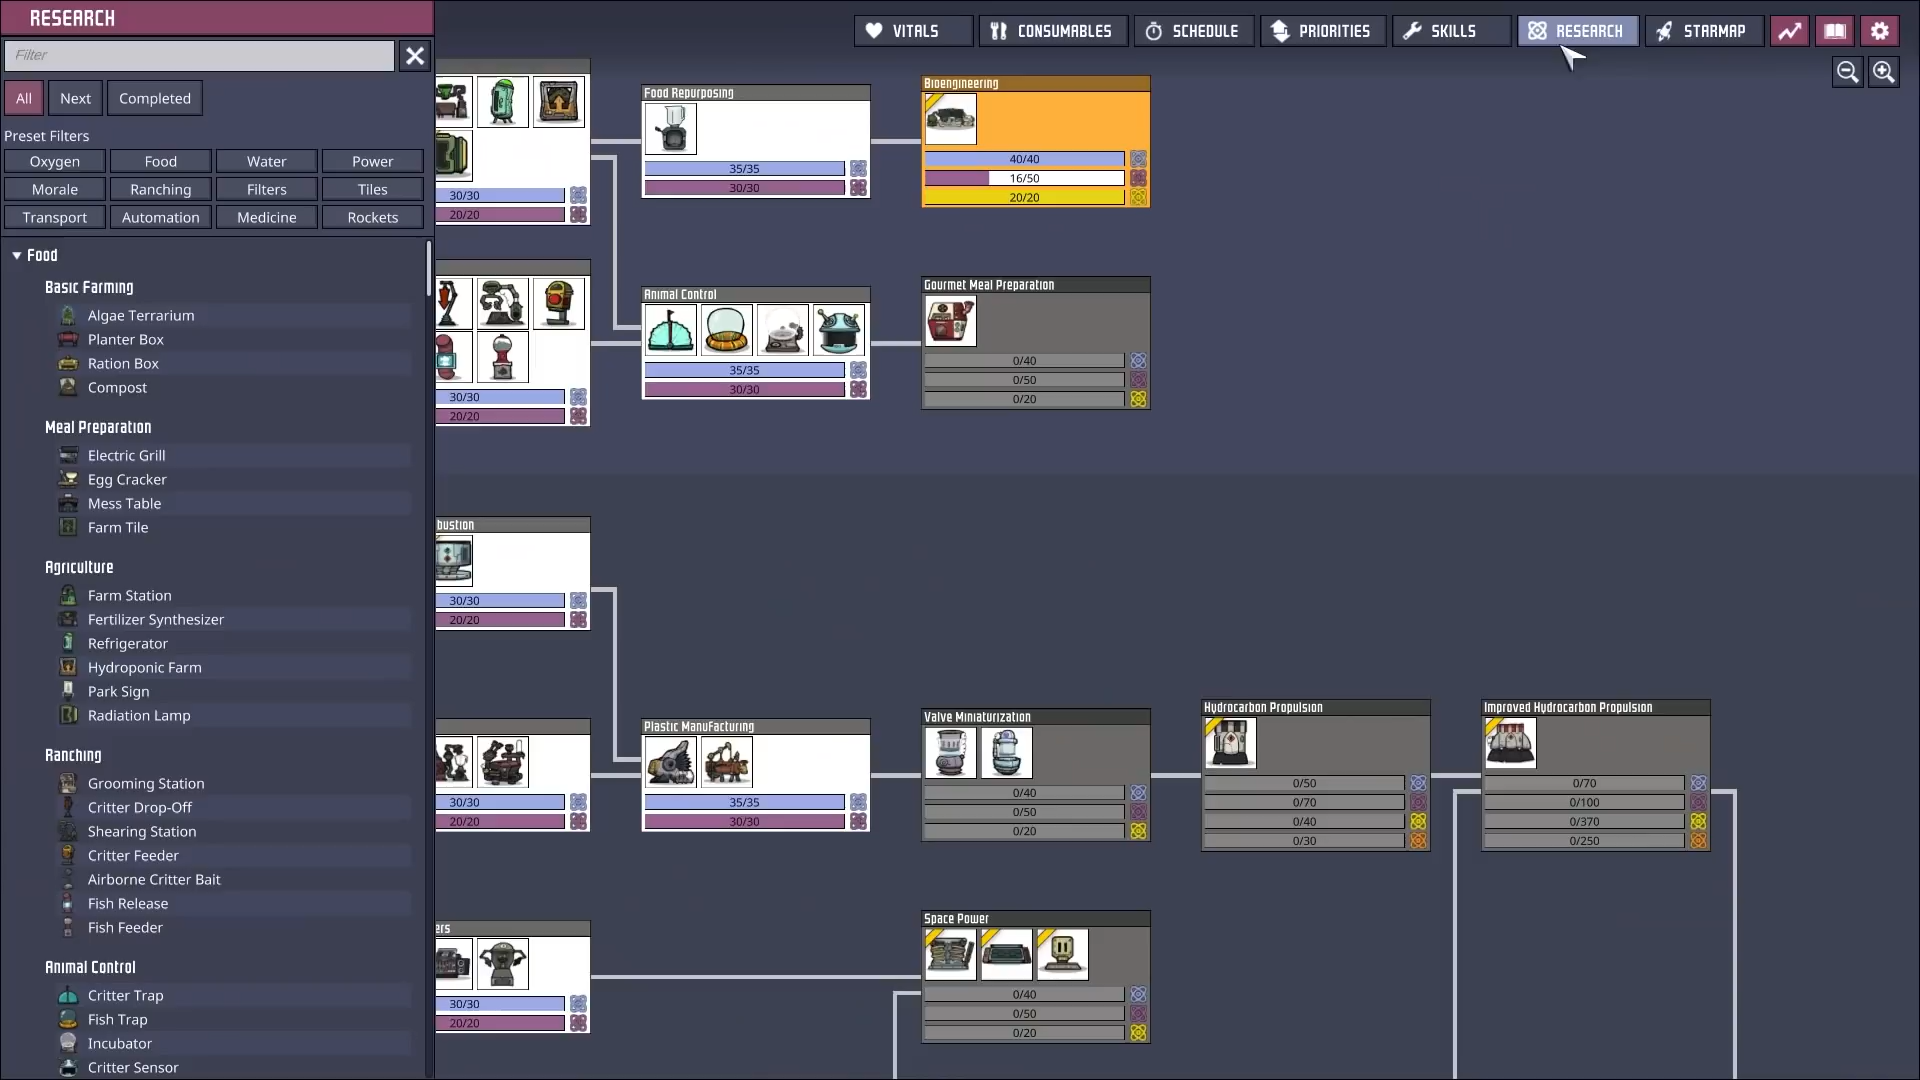 RESEARCH
VITALS
CONSUMABLES
SCHEDULE
PRIORITIES
SKILLS
RESEARCH
STARMAP
Filter
All
Next
Completed
Preset Filters
Oxygen
Food
Water
Power
Morale
Ranching
Filters
Tiles
Transport
Automation
Medicine
Rockets
Food
Basic Farming
Algae Terrarium
Planter Box
Ration Box
Compost
Meal Preparation
Electric Grill
Egg Cracker
Mess Table
Farm Tile
Agriculture
Farm Station
Fertilizer Synthesizer
Refrigerator
Hydroponic Farm
Park Sign
Radiation Lamp
Ranching
Grooming Station
Critter Drop-Off
Shearing Station
Critter Feeder
Airborne Critter Bait
Fish Release
Fish Feeder
Animal Control
Critter Trap
Fish Trap
Incubator
Critter Sensor
30/30
20/20
Food Repurposing
35/35
30/30
Bioengineering
40/40
16/50
20/20
30/30
20/20
Animal Control
35/35
30/30
Gourmet Meal Preparation
0/40
0/50
0/20
bustion
30/30
20/20
30/30
20/20
Plastic Manufacturing
35/35
30/30
Valve Miniaturization
0/40
0/50
0/20
Hydrocarbon Propulsion
0/50
0/70
0/40
0/30
Improved Hydrocarbon Propulsion
0/70
0/100
0/370
0/250
ers
30/30
20/20
Space Power
0/40
0/50
0/20